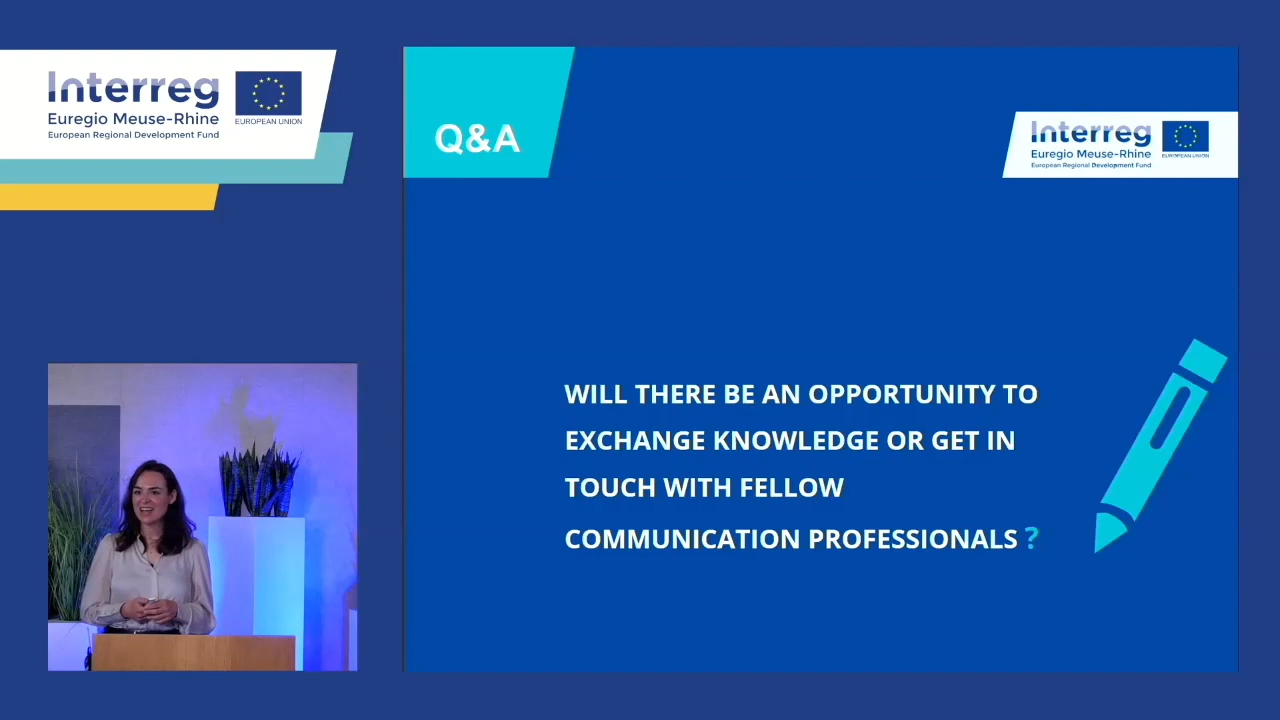 Interreg
EUROPEAN UNION
Euregio Meuse-Rhine
European Regional Development Fund
Q&A
Interreg
EUROPEAN UNION
Euregio Meuse-Rhine
European Regional Development Fund
WILL THERE BE AN OPPORTUNITY TO
EXCHANGE KNOWLEDGE OR GET IN
TOUCH WITH FELLOW
COMMUNICATION PROFESSIONALS ?